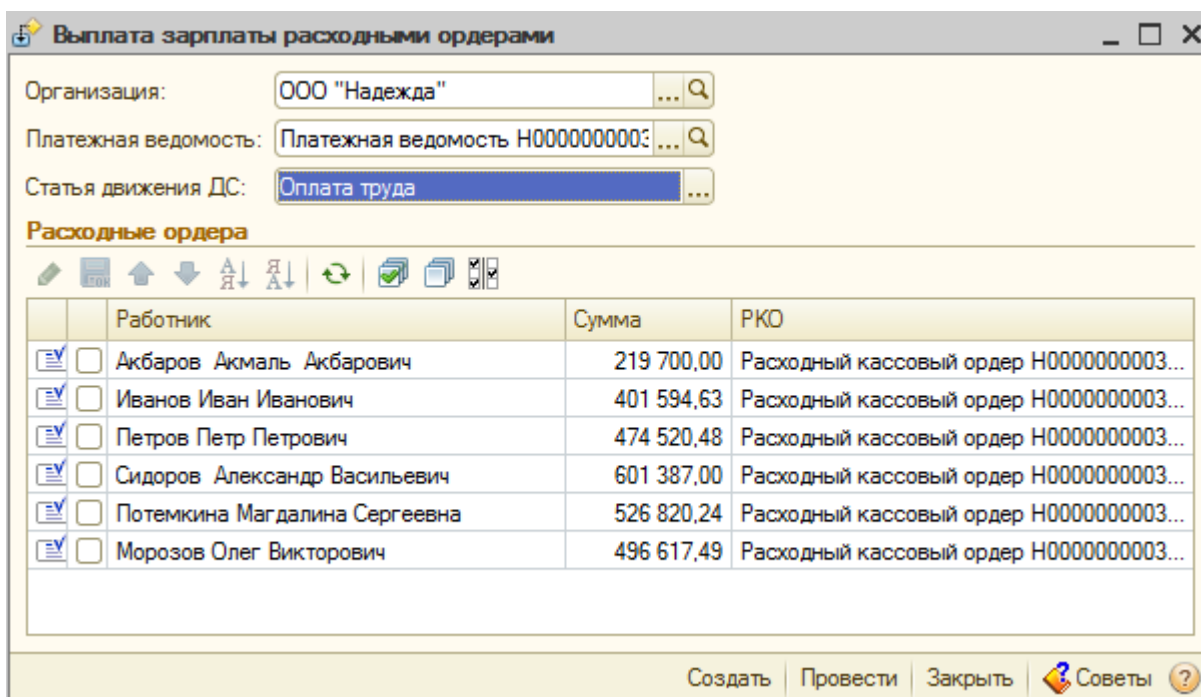 Выплата зарплаты расходными ордерами
Организация: ООО "Надежда" ...
Платежная ведомость: Платежная ведомость Н0000000003 ...
Статья движения ДС: Оплата труда ...
Расходные ордера
Работник Сумма РКО
Акбаров Акмаль Акбарович 219 700,00 Расходный кассовый ордер Н0000000003...
Иванов Иван Иванович 401 594,63 Расходный кассовый ордер Н0000000003...
Петров Петр Петрович 474 520,48 Расходный кассовый ордер Н0000000003...
Сидоров Александр Васильевич 601 387,00 Расходный кассовый ордер Н0000000003...
Потемкина Магдалина Сергеевна 526 820,24 Расходный кассовый ордер Н0000000003...
Морозов Олег Викторович 496 617,49 Расходный кассовый ордер Н0000000003...
Создать Провести Закрыть Советы ?